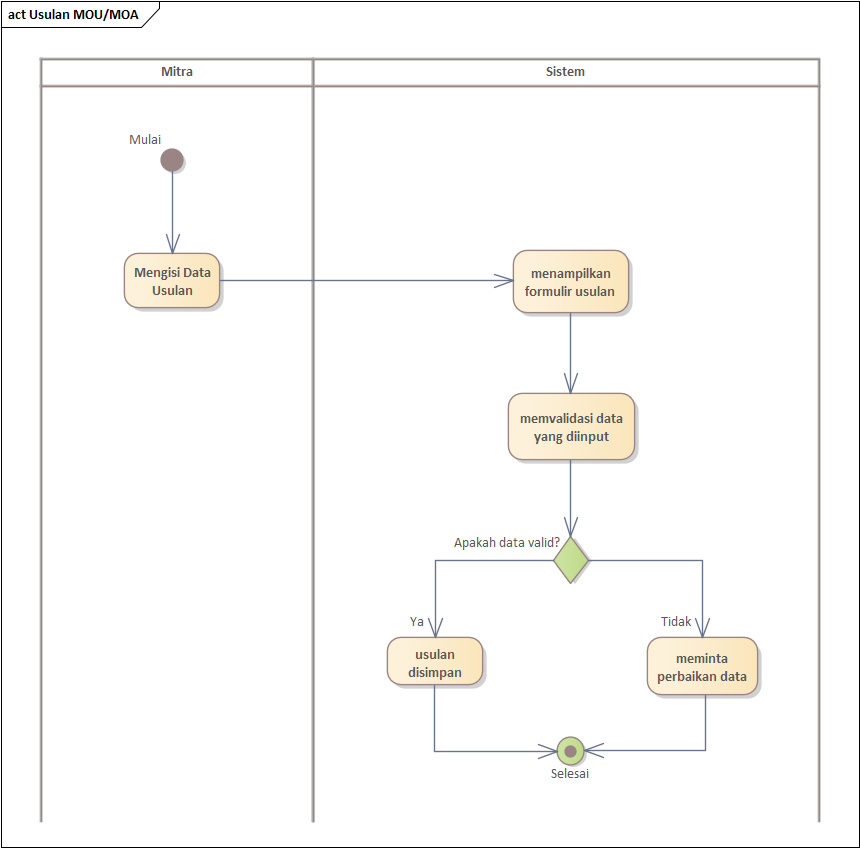 act Usulan MOU/MOA
Mitra
Sistem
Mulai
Mengisi Data
Usulan
menampilkan
formulir usulan
memvalidasi data
yang diinput
Apakah data valid?
Ya
Tidak
usulan
disimpan
meminta
perbaikan data
Selesai